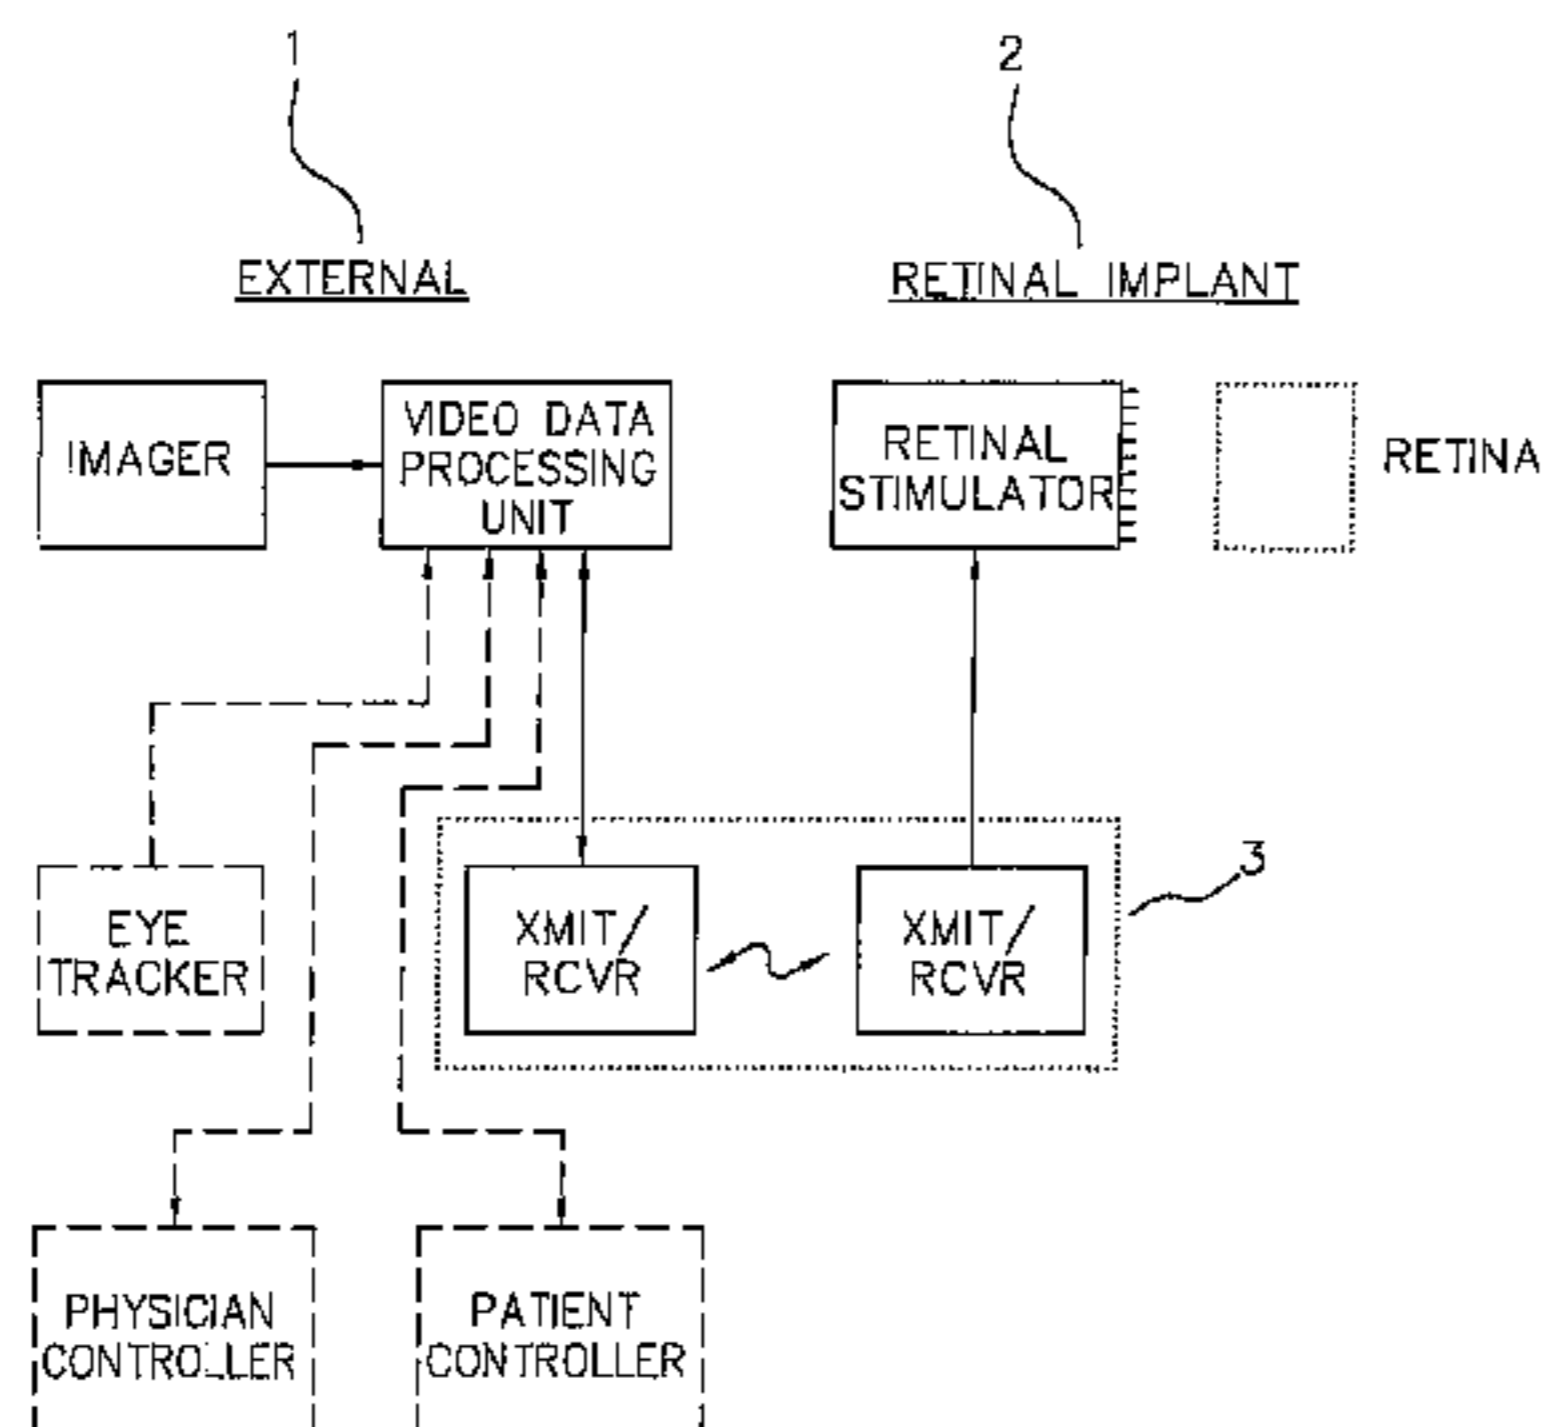 1
2
EXTERNAL
RETINAL IMPLANT
IMAGER
VIDEO DATA
PROCESSING
UNIT
RETINAL
STIMULATOR
RETINA
3
EYE
TRACKER
XMIT/
RCVR
XMIT/
RCVR
PHYSICIAN
CONTROLLER
PATIENT
CONTROLLER